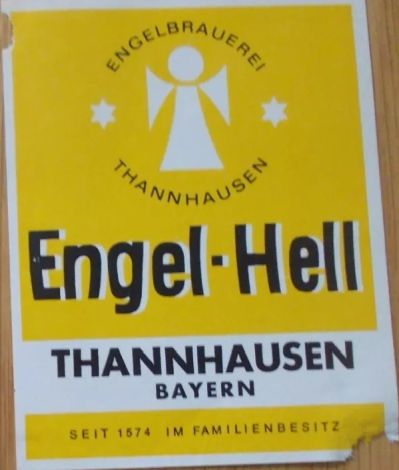 ENGELBRAUEREI
THANNHAUSEN
Engel-Hell
THANNHAUSEN
BAYERN
SEIT 1574 IM FAMILIENBESITZ